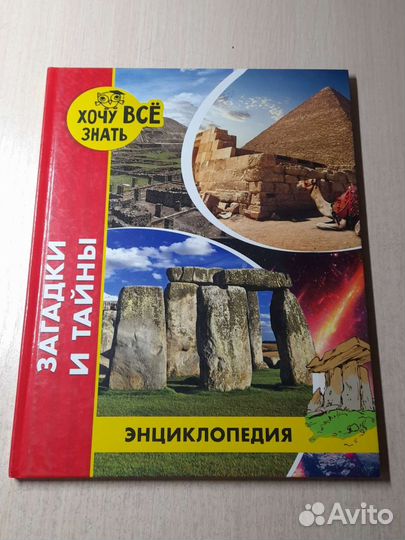 ХОЧУ ВСЁ
ЗНАТЬ
ЗАГАДКИ
И ТАЙНЫ
ЭНЦИКЛОПЕДИЯ
Avito